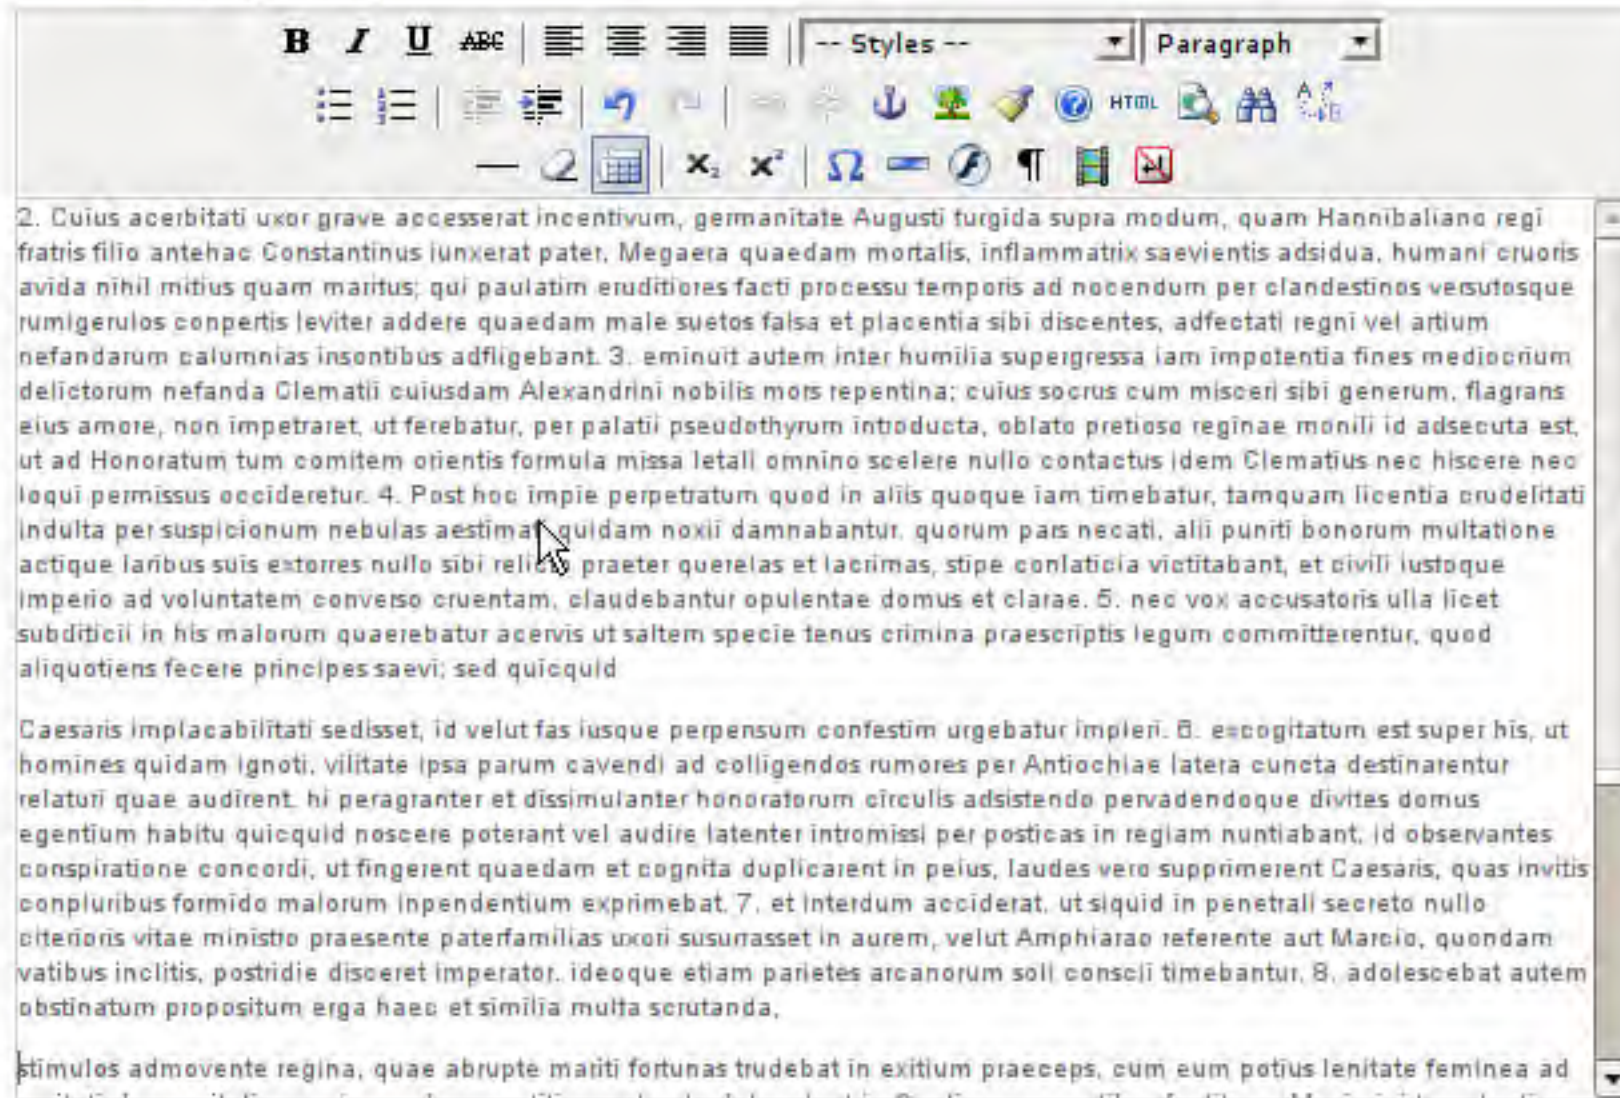 B I U ABC -- Styles -- Paragraph
HTML
2. Cuius acerbitati uxor grave accesserat incentivum, germanitate Augusti turgida supra modum, quam Hannibaliano regi
fratris filio antehac Constantinus iunxerat pater, Megaera quaedam mortalis, inflammatrix saevientis adsidua, humani cruoris
avida nihil mitius quam maritus; qui paulatim eruditiores facti processu temporis ad nocendum per clandestinos versutosque
rumigerulos conpertis leviter addere quaedam male suetos falsa et placentia sibi discentes, adfectati regni vel artium
nefandarum calumnias insontibus adfligebant. 3. eminuit autem inter humilia supergressa iam impotentia fines mediocrium
delictorum nefanda Clematii cuiusdam Alexandrini nobilis mors repentina; cuius socrus cum misceri sibi generum, flagrans
eius amore, non impetraret, ut ferebatur, per palatii pseudothyrum introducta, oblato pretioso reginae monili id adsecuta est,
ut ad Honoratum tum comitem orientis formula missa letali omnino scelere nullo contactus idem Clematius nec hiscere nec
loqui permissus occideretur. 4. Post hoc impie perpetratum quod in aliis quoque iam timebatur, tamquam licentia crudelitati
indulta per suspicionum nebulas aestimati quidam noxii damnabantur. quorum pars necati, alii puniti bonorum multatione
actique laribus suis extorres nullo sibi relicto praeter querelas et lacrimas, stipe conlaticia victitabant, et civili iustoque
imperio ad voluntatem converso cruentam, claudebantur opulentae domus et clarae. 5. nec vox accusatoris ulla licet
subditicii in his malorum quaerebatur acervis ut saltem specie tenus crimina praescriptis legum committerentur, quod
aliquotiens fecere principes saevi: sed quicquid
Caesaris implacabilitati sedisset, id velut fas iusque perpensum confestim urgebatur impleri. 6. excogitatum est super his, ut
homines quidam ignoti, vilitate ipsa parum cavendi ad colligendos rumores per Antiochiae latera cuncta destinarentur
relaturi quae audirent. hi peragranter et dissimulanter honoratorum circulis adsistendo pervadendoque divites domus
egentium habitu quicquid noscere poterant vel audire latenter intromissi per posticas in regiam nuntiabant, id observantes
conspiratione concordi, ut fingerent quaedam et cognita duplicarent in peius, laudes vero supprimerent Caesaris, quas invitis
conpluribus formido malorum inpendentium exprimebat. 7. et interdum acciderat, ut siquid in penetrali secreto nullo
citerioris vitae ministro praesente paterfamilias uxori susurrasset in aurem, velut Amphiarao referente aut Marcio, quondam
vatibus inclitis, postridie disceret imperator. ideoque etiam parietes arcanorum soli conscii timebantur. 8. adolescebat autem
obstinatum propositum erga haec et similia multa scrutanda,
stimulos admovente regina, quae abrupte mariti fortunas trudebat in exitium praeceps, cum eum potius lenitate feminea ad